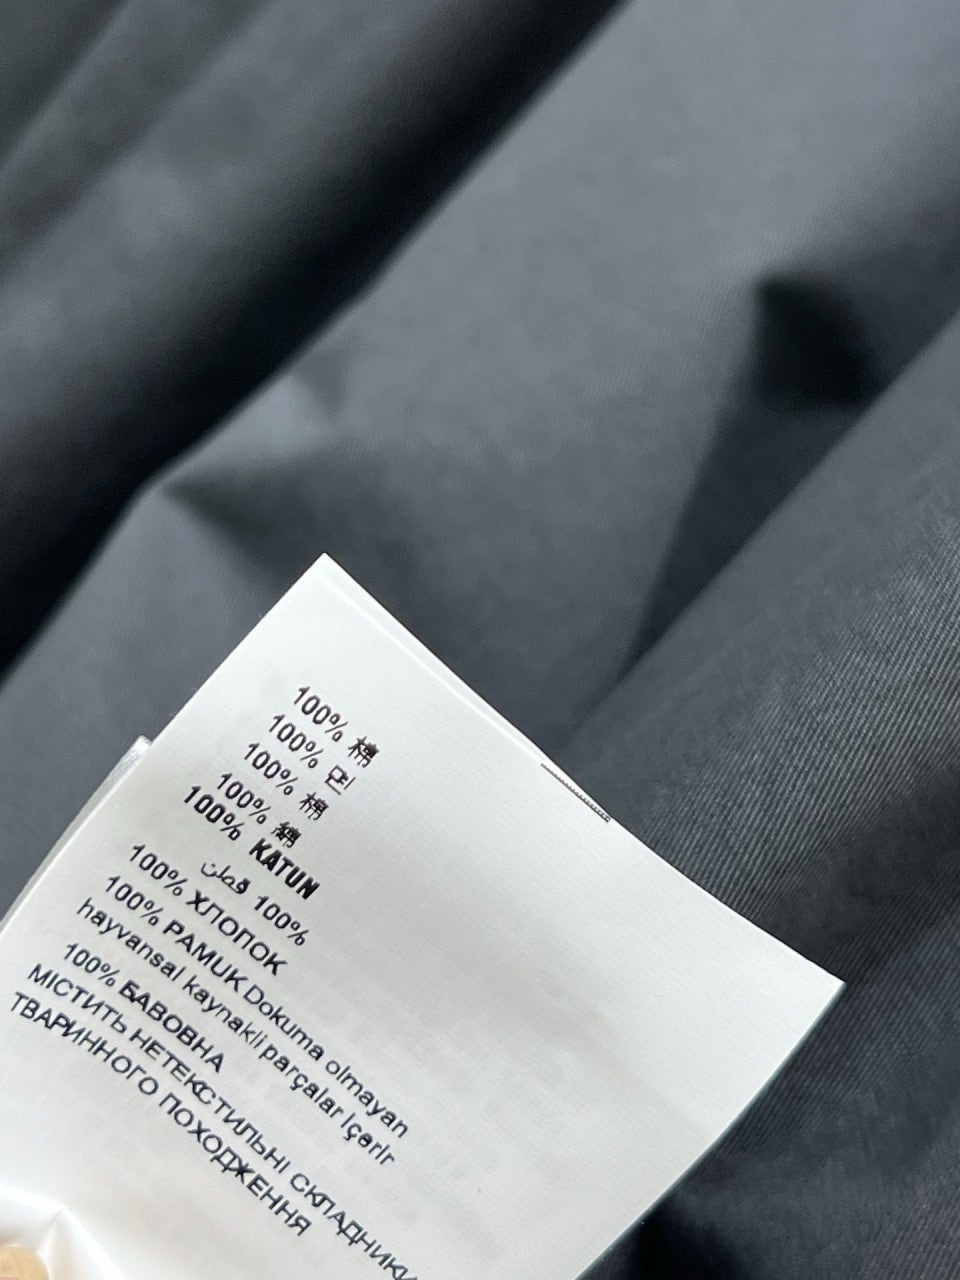 100% 棉
100% 면
100% 棉
100% 綿
100% KATUN
100% قطن
100% ХЛОПОК
100% PAMUK Dokuma olmayan
hayvansal kaynakli parçalar içerir
100% БАВОВНА
МІСТИТЬ НЕТЕКСТИЛЬНІ СКЛАДНИКИ
ТВАРИННОГО ПОХОДЖЕННЯ